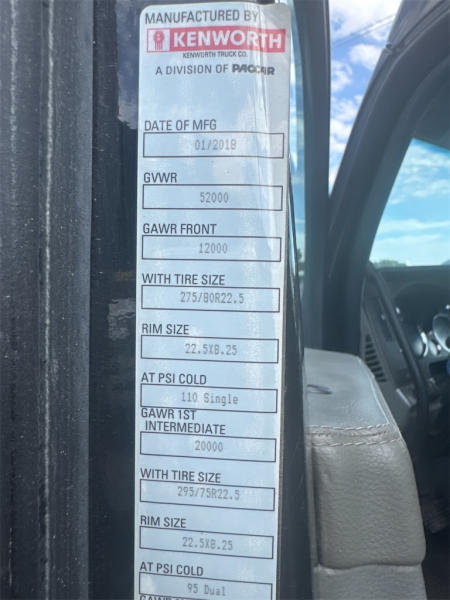 MANUFACTURED BY
KENWORTH
KENWORTH TRUCK CO.
A DIVISION OF PACCAR
DATE OF MFG
01/2018
GVWR
52000
GAWR FRONT
12000
WITH TIRE SIZE
275/80R22.5
RIM SIZE
22.5X8.25
AT PSI COLD
110 Single
GAWR 1ST
INTERMEDIATE
20000
WITH TIRE SIZE
295/75R22.5
RIM SIZE
22.5X8.25
AT PSI COLD
95 Dual